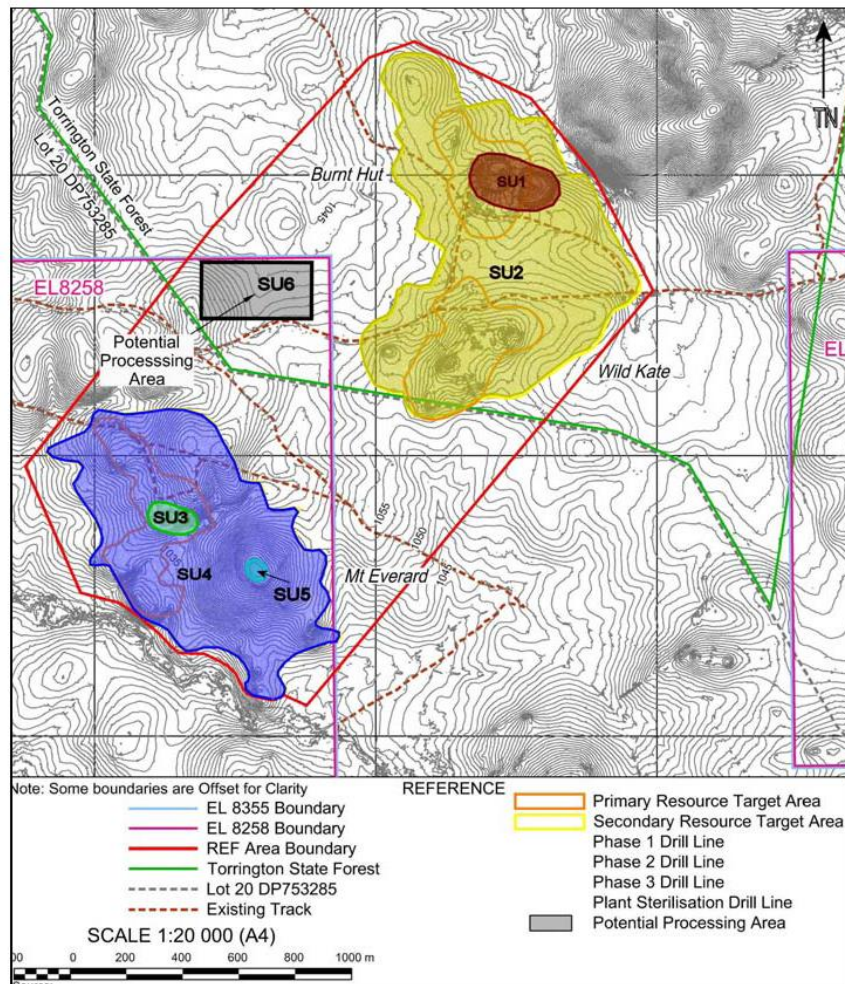 TN
Torrington State Forest
Lot 20 DP753285
Burnt Hut
1045
SU1
SU2
EL8258
SU6
Potential
Processsing
Area
Wild Kate
EL
SU3
SU4
SU5
Mt Everard
1055
1050
1045
1035
Note: Some boundaries are Offset for Clarity
EL 8355 Boundary
EL 8258 Boundary
REF Area Boundary
Torrington State Forest
Lot 20 DP753285
Existing Track
SCALE 1:20 000 (A4)
00 0 200 400 600 800 1000 m
REFERENCE
Primary Resource Target Area
Secondary Resource Target Area
Phase 1 Drill Line
Phase 2 Drill Line
Phase 3 Drill Line
Plant Sterilisation Drill Line
Potential Processing Area